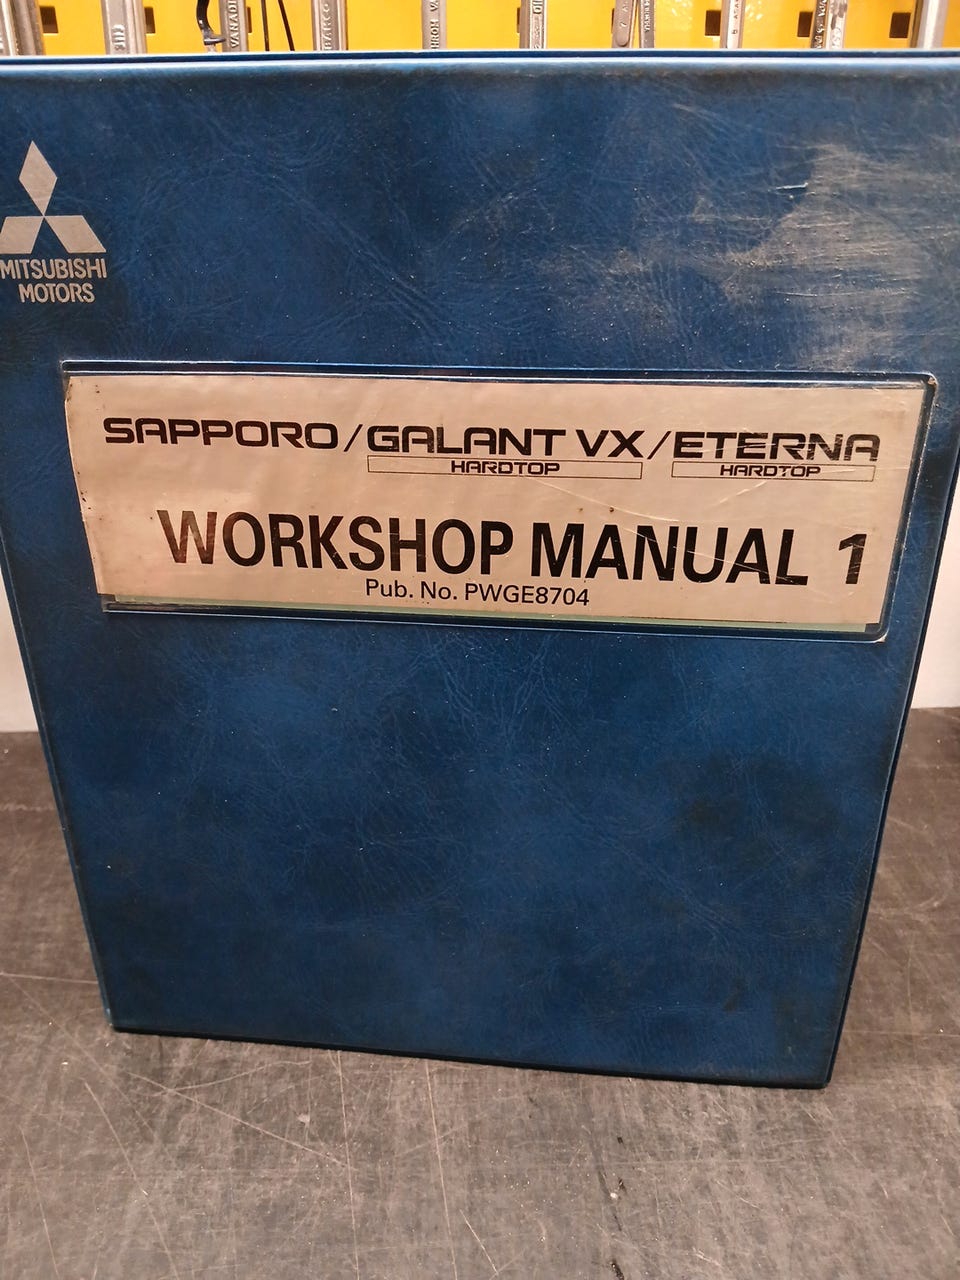 MITSUBISHI
MOTORS
SAPPORO/GALANT VX/ETERNA
HARDTOP HARDTOP
WORKSHOP MANUAL 1
Pub. No. PWGE8704